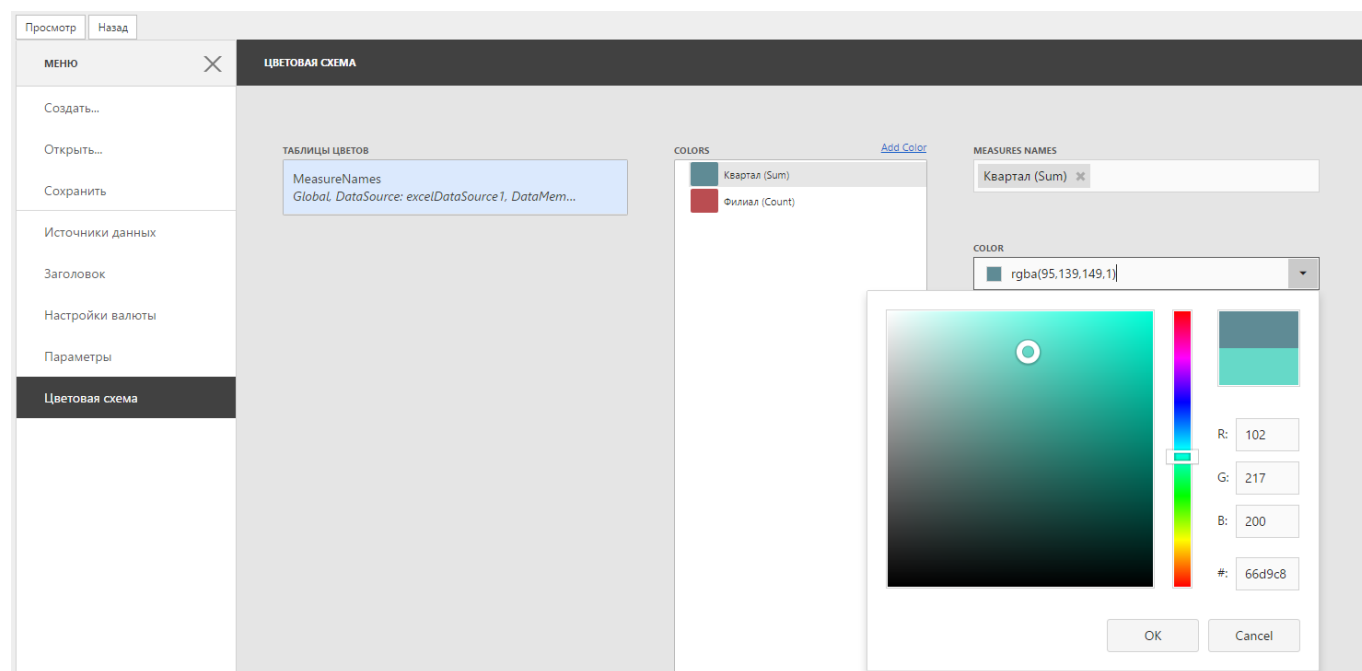 Просмотр Назад
МЕНЮ
ЦВЕТОВАЯ СХЕМА
Создать...
Открыть...
Сохранить
Источники данных
Заголовок
Настройки валюты
Параметры
Цветовая схема
ТАБЛИЦЫ ЦВЕТОВ
MeasureNames
Global, DataSource: excelDataSource1, DataMem...
COLORS Add Color
Квартал (Sum)
Филиал (Count)
MEASURES NAMES
Квартал (Sum)
COLOR
rgba(95,139,149,1)
R: 102
G: 217
B: 200
#: 66d9c8
OK Cancel